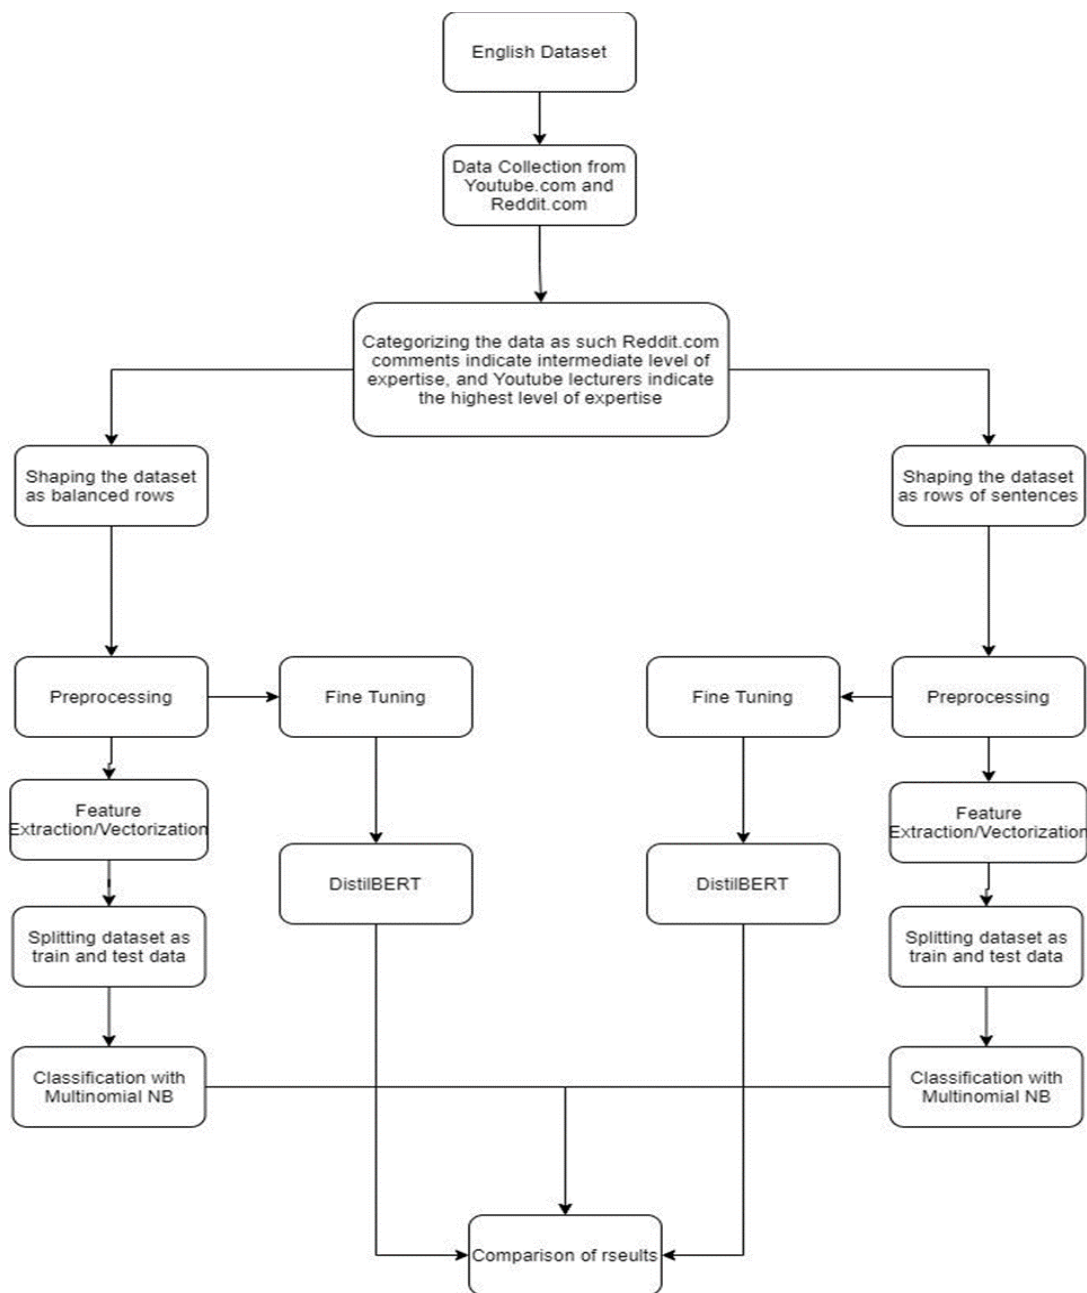 English Dataset
Data Collection from
Youtube.com and
Reddit.com
Categorizing the data as such Reddit.com
comments indicate intermediate level of
expertise, and Youtube lecturers indicate
the highest level of expertise
Shaping the dataset
as balanced rows
Shaping the dataset
as rows of sentences
Preprocessing
Fine Tuning
Fine Tuning
Preprocessing
Feature
Extraction/Vectorization
Feature
Extraction/Vectorization
DistilBERT
DistilBERT
Splitting dataset as
train and test data
Splitting dataset as
train and test data
Classification with
Multinomial NB
Classification with
Multinomial NB
Comparison of rseults